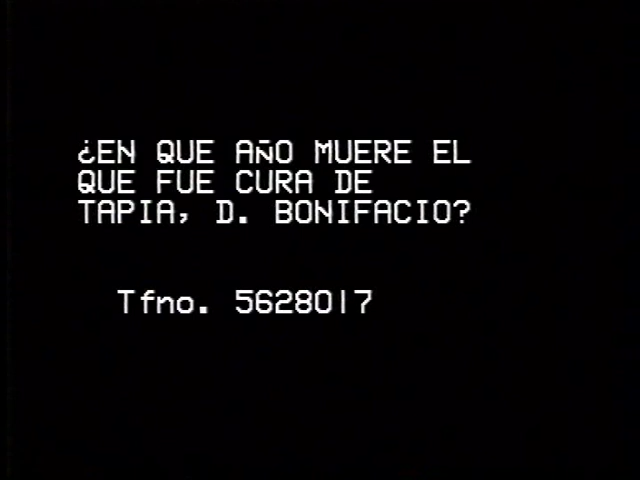 ¿EN QUE AÑO MUERE EL
QUE FUE CURA DE
TAPIA, D. BONIFACIO?
Tfno. 5628017